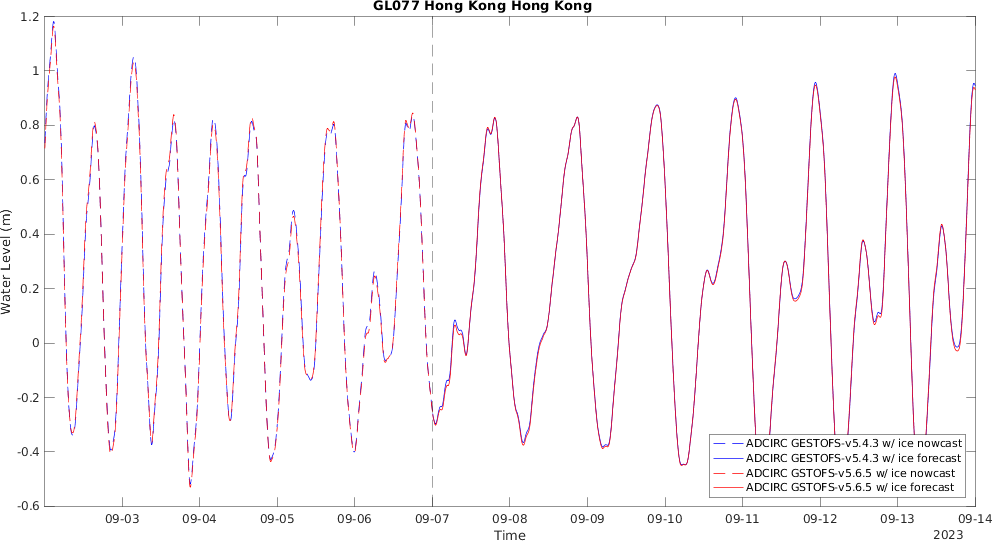 GL077 Hong Kong Hong Kong
1.2
1
0.8
0.6
0.4
0.2
0
-0.2
-0.4
-0.6
Water Level (m)
ADCIRC GESTOFS-v5.4.3 w/ ice nowcast
ADCIRC GESTOFS-v5.4.3 w/ ice forecast
ADCIRC GSTOFS-v5.6.5 w/ ice nowcast
ADCIRC GSTOFS-v5.6.5 w/ ice forecast
09-03 09-04 09-05 09-06 09-07 09-08 09-09 09-10 09-11 09-12 09-13 09-14
Time
2023